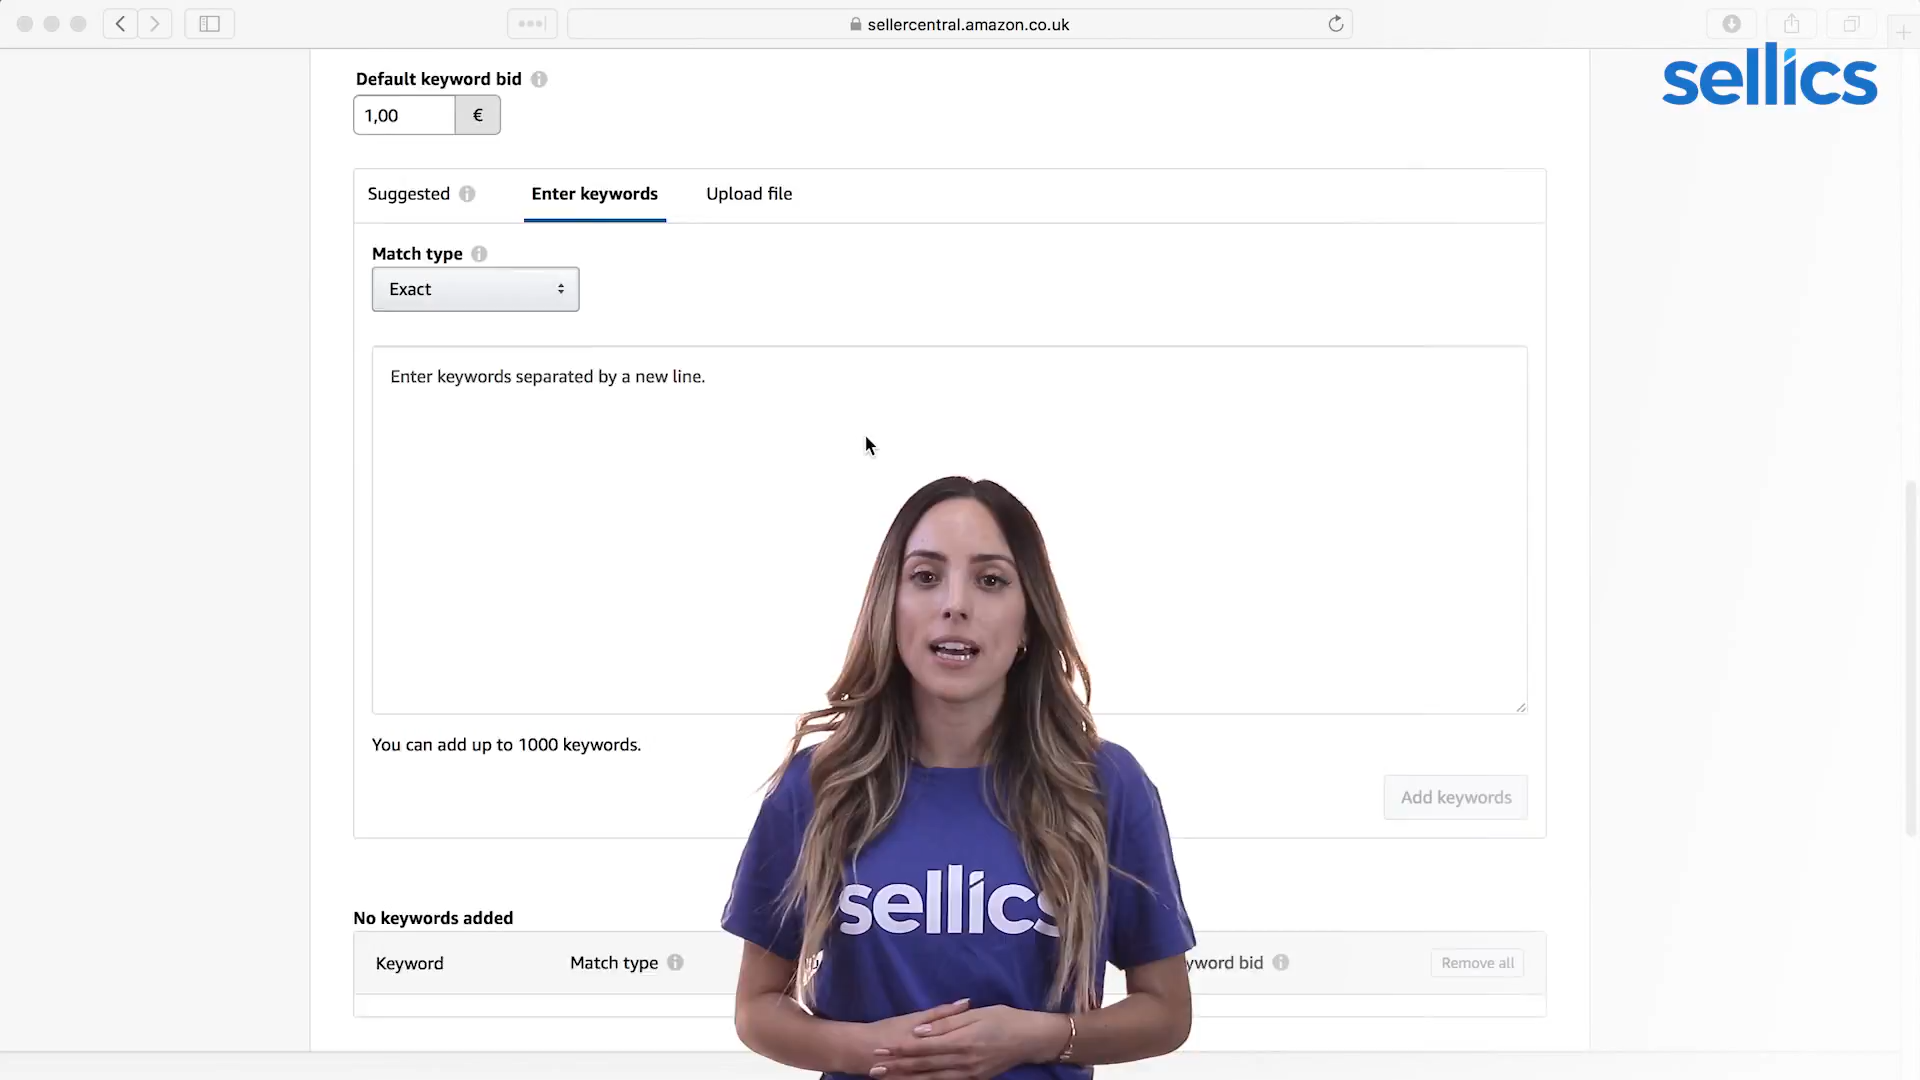 sellercentral.amazon.co.uk
sellics
Default keyword bid
1,00 €
Suggested Enter keywords Upload file
Match type
Exact
Enter keywords separated by a new line.
You can add up to 1000 keywords.
Add keywords
sellics
No keywords added
Keyword Match type yword bid Remove all